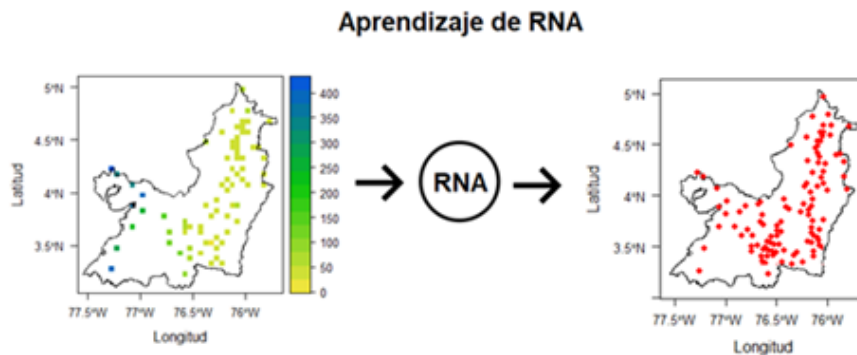 Aprendizaje de RNA
5°N
4.5°N
4°N
3.5°N
Latitud
77.5°W 77°W 76.5°W 76°W
Longitud
400
350
300
250
200
150
100
50
0
RNA
5°N
4.5°N
4°N
3.5°N
Latitud
77.5°W 77°W 76.5°W 76°W
Longitud